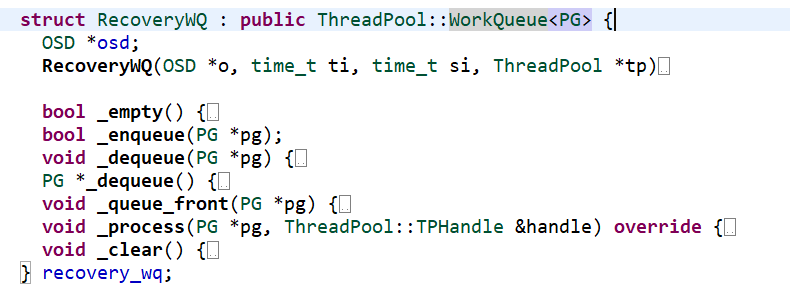 struct RecoveryWQ : public ThreadPool::WorkQueue<PG> {
OSD *osd;
RecoveryWQ(OSD *o, time_t ti, time_t si, ThreadPool *tp)
bool _empty() {
bool _enqueue(PG *pg);
void _dequeue(PG *pg) {
PG *_dequeue() {
void _queue_front(PG *pg) {
void _process(PG *pg, ThreadPool::TPHandle &handle) override {
void _clear() {
} recovery_wq;